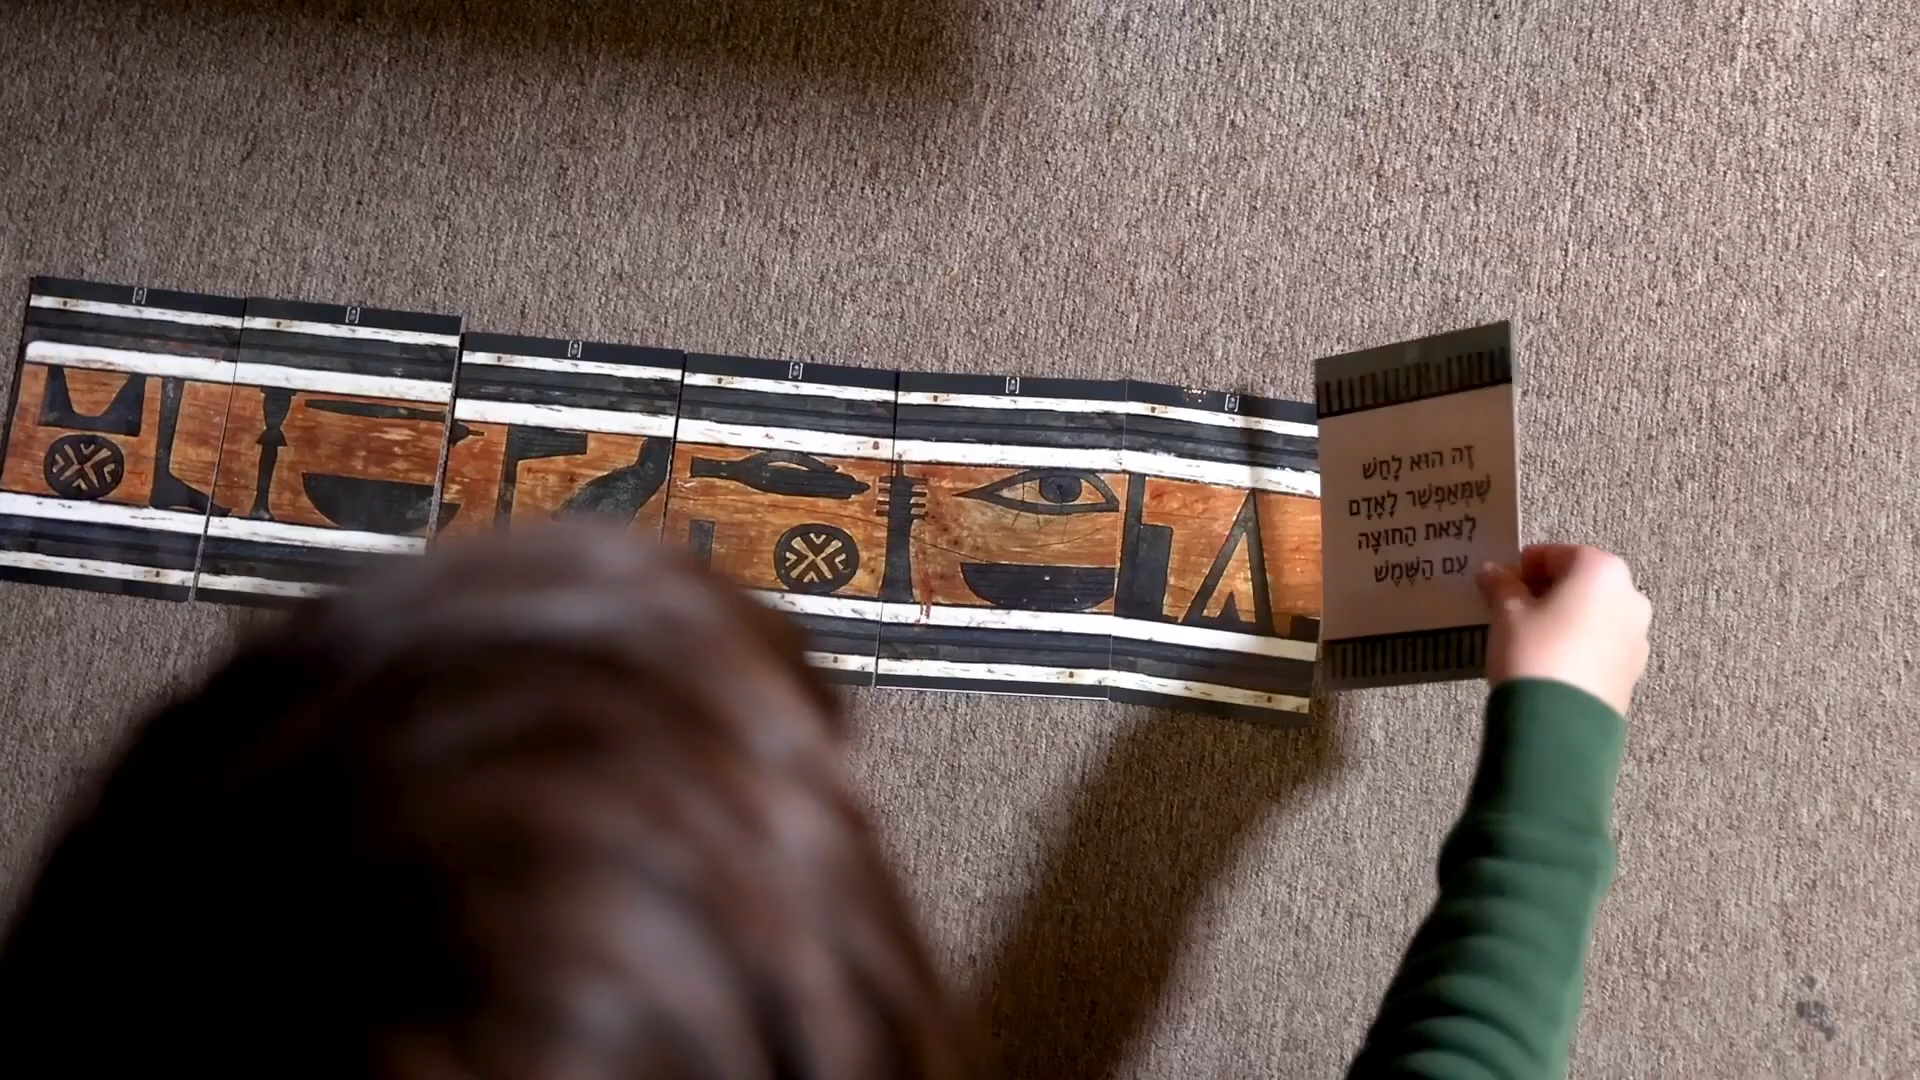 זֶה הוּא לַחַשׁ
שֶׁמְּאַפְשֵׁר לָאָדָם
לָצֵאת הַחוּצָה
עִם הַשֶּׁמֶשׁ